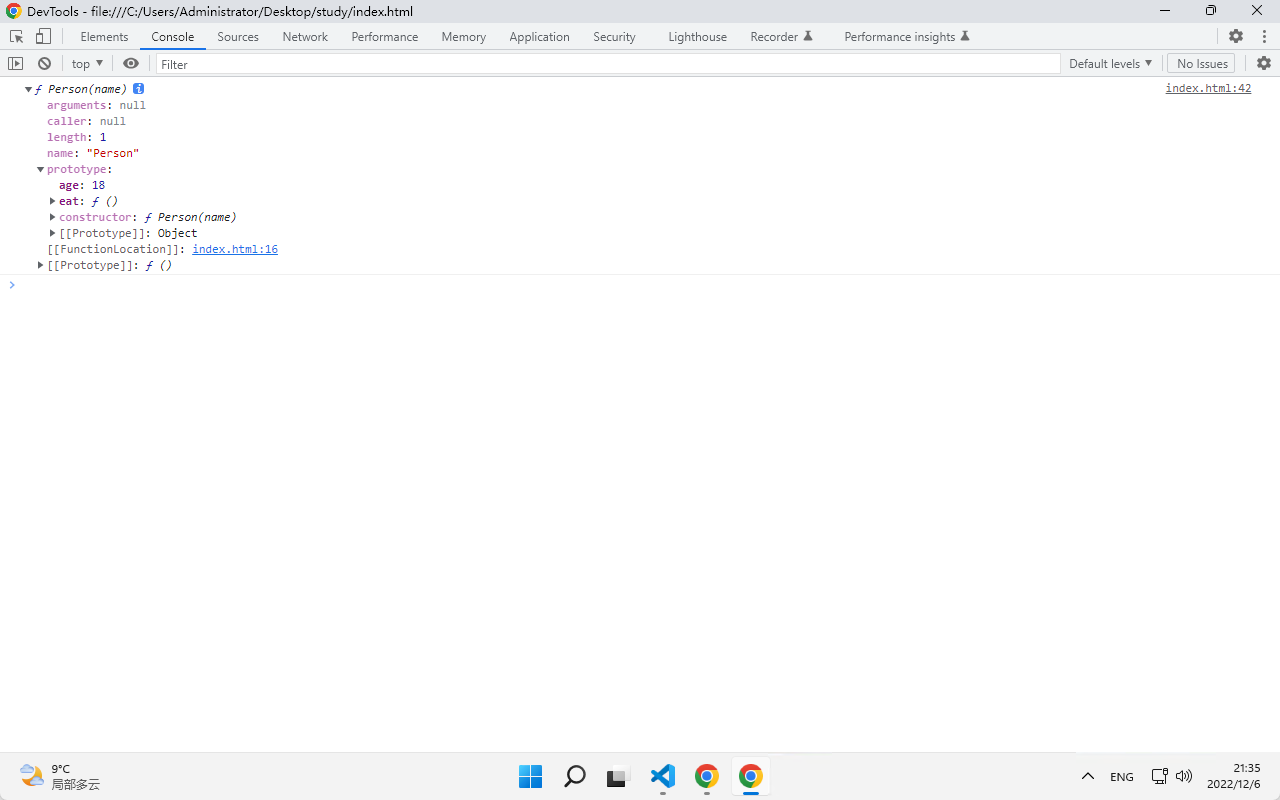 DevTools - file:///C:/Users/Administrator/Desktop/study/index.html
Elements Console Sources Network Performance Memory Application Security Lighthouse Recorder Performance insights
top Filter Default levels No Issues
ƒ Person(name) i index.html:42
arguments: null
caller: null
length: 1
name: "Person"
prototype:
age: 18
eat: ƒ ()
constructor: ƒ Person(name)
[[Prototype]]: Object
[[FunctionLocation]]: index.html:16
[[Prototype]]: ƒ ()
9°C
局部多云
ENG
21:35
2022/12/6